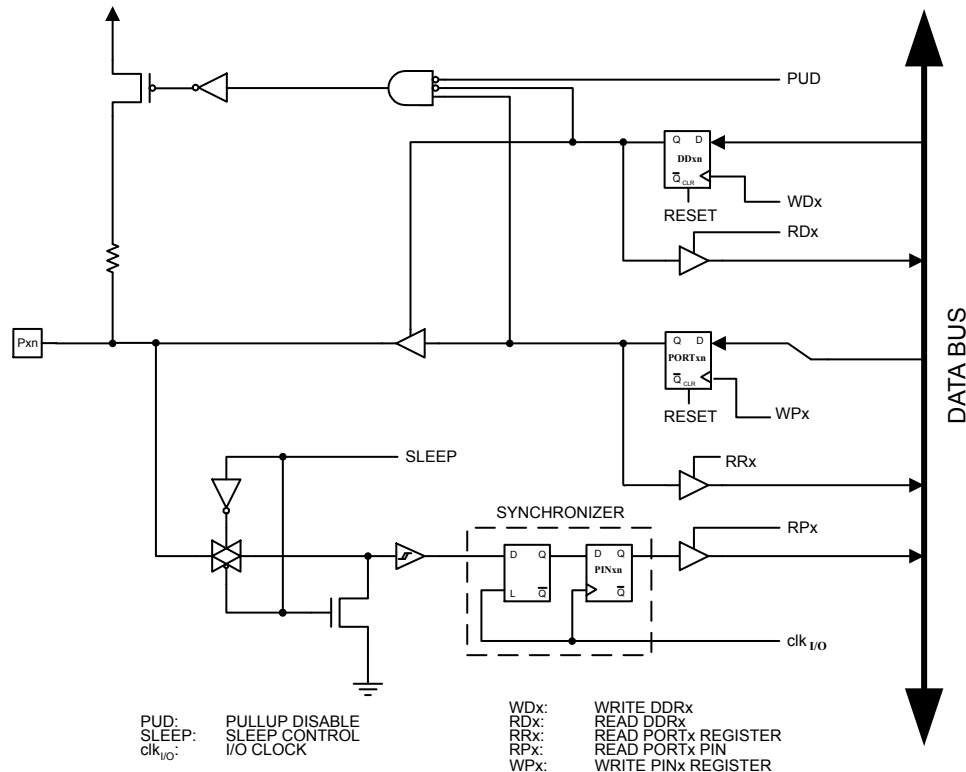 PUD
Q D
DDxn
Q CLR
WDx
RESET
RDx
Pxn
Q D
PORTxn
Q CLR
RESET
WPx
DATA BUS
SLEEP
RRx
SYNCHRONIZER
RPx
D Q
L Q
D Q
PINxn
Q
clk I/O
PUD: PULLUP DISABLE
SLEEP: SLEEP CONTROL
clkI/O: I/O CLOCK
WDx: WRITE DDRx
RDx: READ DDRx
RRx: READ PORTx REGISTER
RPx: READ PORTx PIN
WPx: WRITE PINx REGISTER